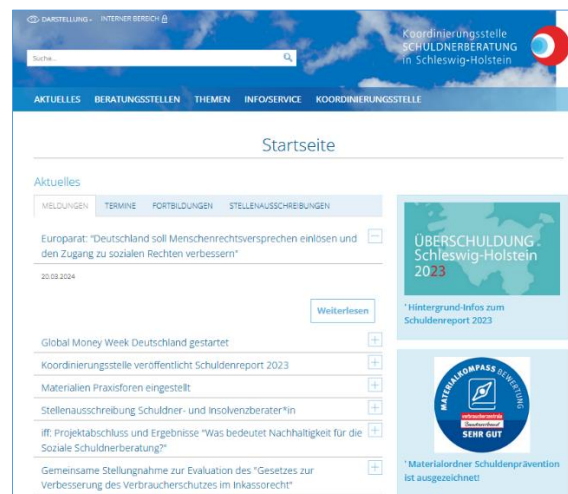 DARSTELLUNG INTERNER BEREICH
Suche...
Koordinierungsstelle
SCHULDNERBERATUNG
in Schleswig-Holstein
AKTUELLES BERATUNGSSTELLEN THEMEN INFO/SERVICE KOORDINIERUNGSSTELLE
Startseite
Aktuelles
MELDUNGEN TERMINE FORTBILDUNGEN STELLENAUSSCHREIBUNGEN
Europarat: "Deutschland soll Menschenrechtsversprechen einlösen und
den Zugang zu sozialen Rechten verbessern"
20.03.2024
Weiterlesen
Global Money Week Deutschland gestartet
Koordinierungsstelle veröffentlicht Schuldenreport 2023
Materialien Praxisforen eingestellt
Stellenausschreibung Schuldner- und Insolvenzberater*in
iff: Projektabschluss und Ergebnisse "Was bedeutet Nachhaltigkeit für die
Soziale Schuldnerberatung?"
Gemeinsame Stellungnahme zur Evaluation des "Gesetzes zur
Verbesserung des Verbraucherschutzes im Inkassorecht"
ÜBERSCHULDUNG
Schleswig-Holstein
2023
Hintergrund-Infos zum
Schuldenreport 2023
MATERIALKOMPASS BEWERTUNG
verbraucherzentrale
Bundesverband
SEHR GUT
Materialordner Schuldenprävention
ist ausgezeichnet!